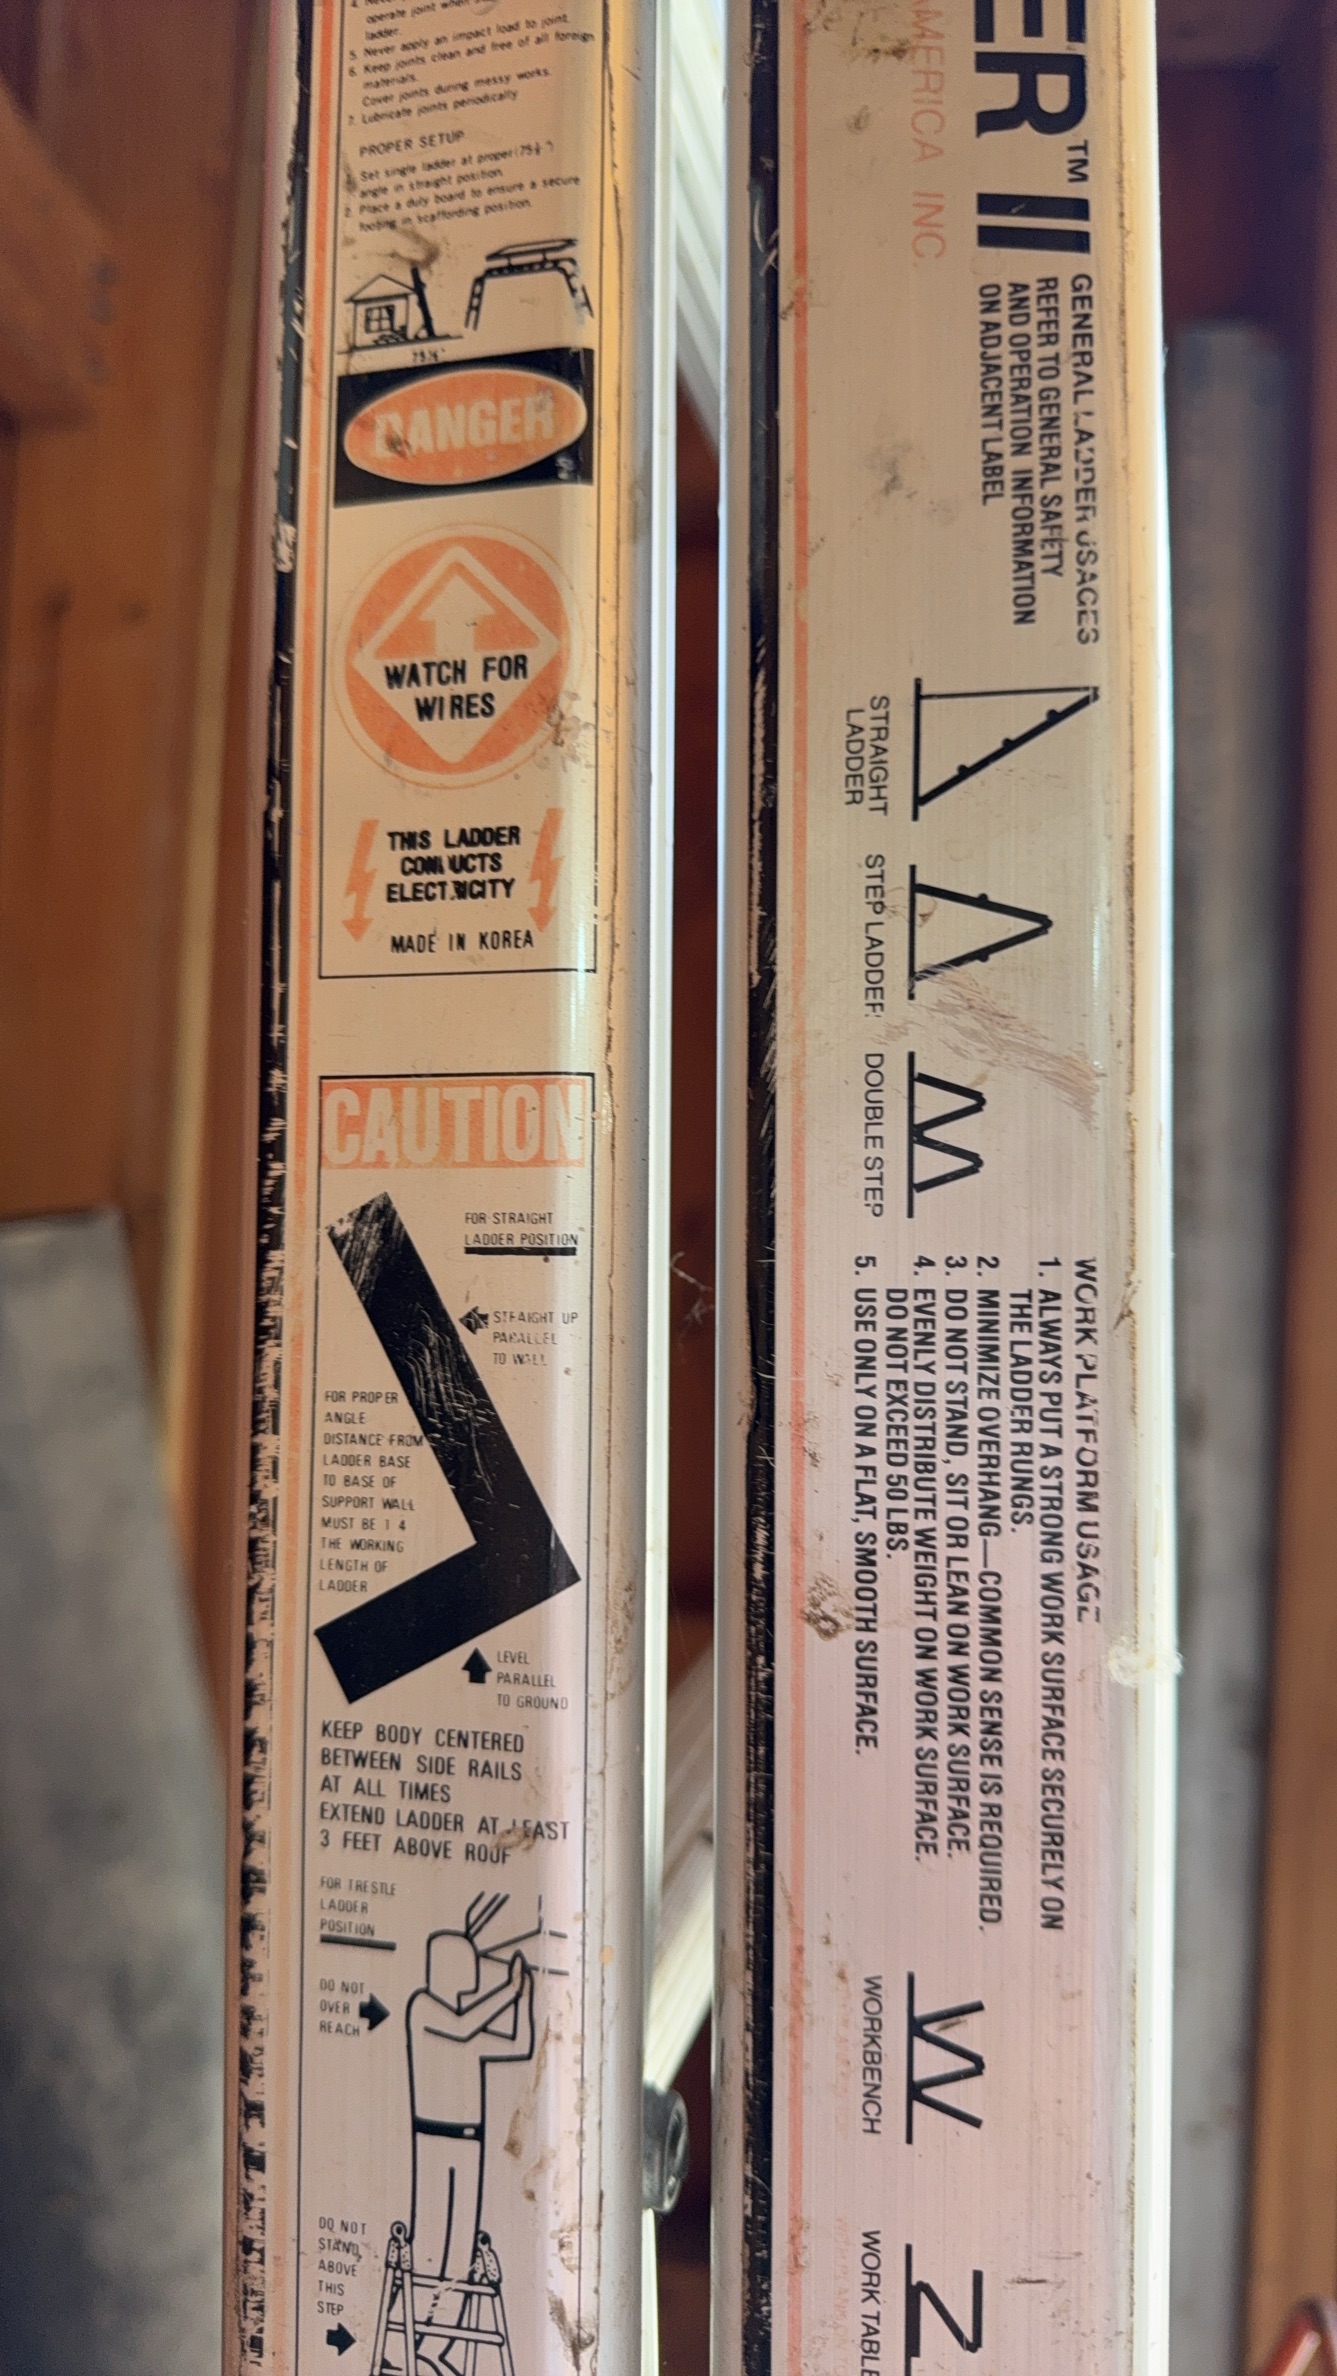 operate joint when
ladder.
5. Never apply an impact load to joint.
6. Keep joints clean and free of all foreign
materials.
Cover joints during messy works.
7. Lubricate joints periodically
PROPER SETUP
Set single ladder at proper (75½°)
angle in straight position.
2. Place a duty board to ensure a secure
footing in scaffording position.
75½°
DANGER
WATCH FOR
WIRES
THIS LADDER
CONDUCTS
ELECTRICITY
MADE IN KOREA
CAUTION
FOR STRAIGHT
LADDER POSITION
STRAIGHT UP
PARALLEL
TO WALL
FOR PROPER
ANGLE
DISTANCE FROM
LADDER BASE
TO BASE OF
SUPPORT WALL
MUST BE 1 4
THE WORKING
LENGTH OF
LADDER
LEVEL
PARALLEL
TO GROUND
KEEP BODY CENTERED
BETWEEN SIDE RAILS
AT ALL TIMES
EXTEND LADDER AT LEAST
3 FEET ABOVE ROOF
FOR TRESTLE
LADDER
POSITION
DO NOT
OVER
REACH
DO NOT
STAND
ABOVE
THIS
STEP
ER™ II
AMERICA INC.
GENERAL LADDER USAGES
REFER TO GENERAL SAFETY
AND OPERATION INFORMATION
ON ADJACENT LABEL
STRAIGHT
LADDER
STEP LADDER
DOUBLE STEP
WORK PLATFORM USAGE
1. ALWAYS PUT A STRONG WORK SURFACE SECURELY ON
THE LADDER RUNGS.
2. MINIMIZE OVERHANG—COMMON SENSE IS REQUIRED.
3. DO NOT STAND, SIT OR LEAN ON WORK SURFACE.
4. EVENLY DISTRIBUTE WEIGHT ON WORK SURFACE.
DO NOT EXCEED 50 LBS.
5. USE ONLY ON A FLAT, SMOOTH SURFACE.
WORKBENCH
WORK TABLE